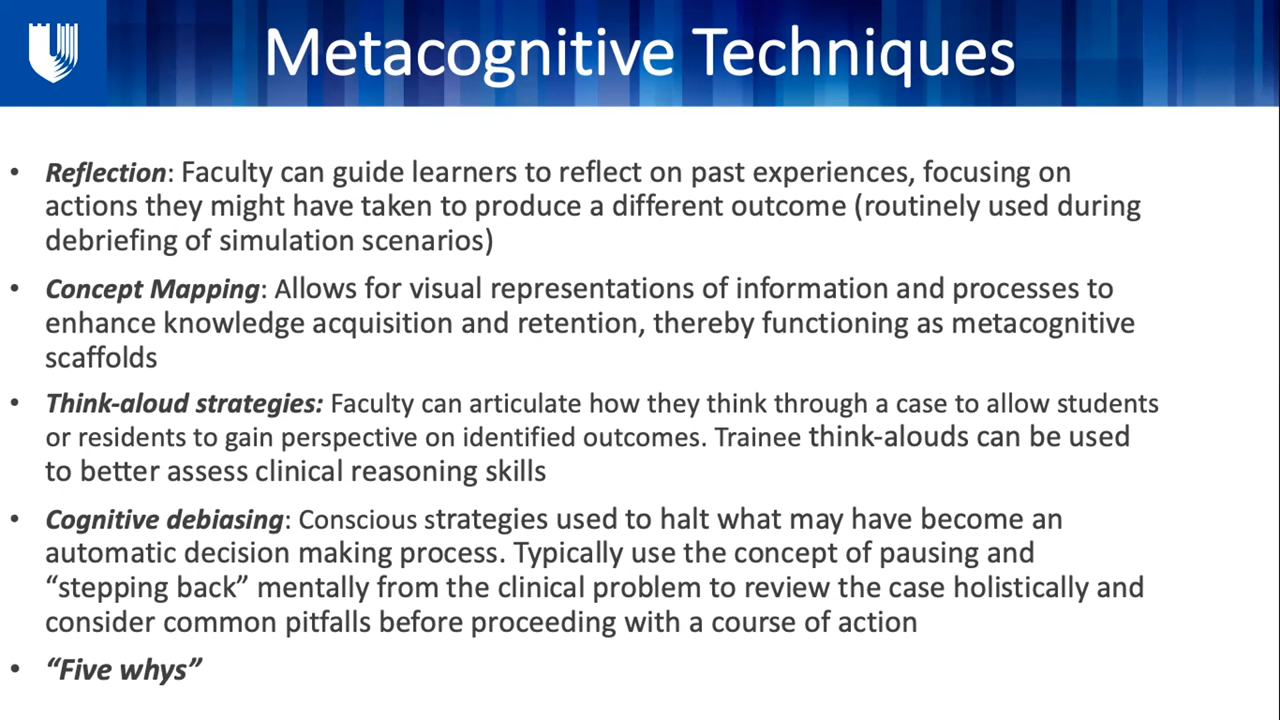 Metacognitive Techniques
• Reflection: Faculty can guide learners to reflect on past experiences, focusing on
actions they might have taken to produce a different outcome (routinely used during
debriefing of simulation scenarios)
• Concept Mapping: Allows for visual representations of information and processes to
enhance knowledge acquisition and retention, thereby functioning as metacognitive
scaffolds
• Think-aloud strategies: Faculty can articulate how they think through a case to allow students
or residents to gain perspective on identified outcomes. Trainee think-alouds can be used
to better assess clinical reasoning skills
• Cognitive debiasing: Conscious strategies used to halt what may have become an
automatic decision making process. Typically use the concept of pausing and
“stepping back” mentally from the clinical problem to review the case holistically and
consider common pitfalls before proceeding with a course of action
• “Five whys”